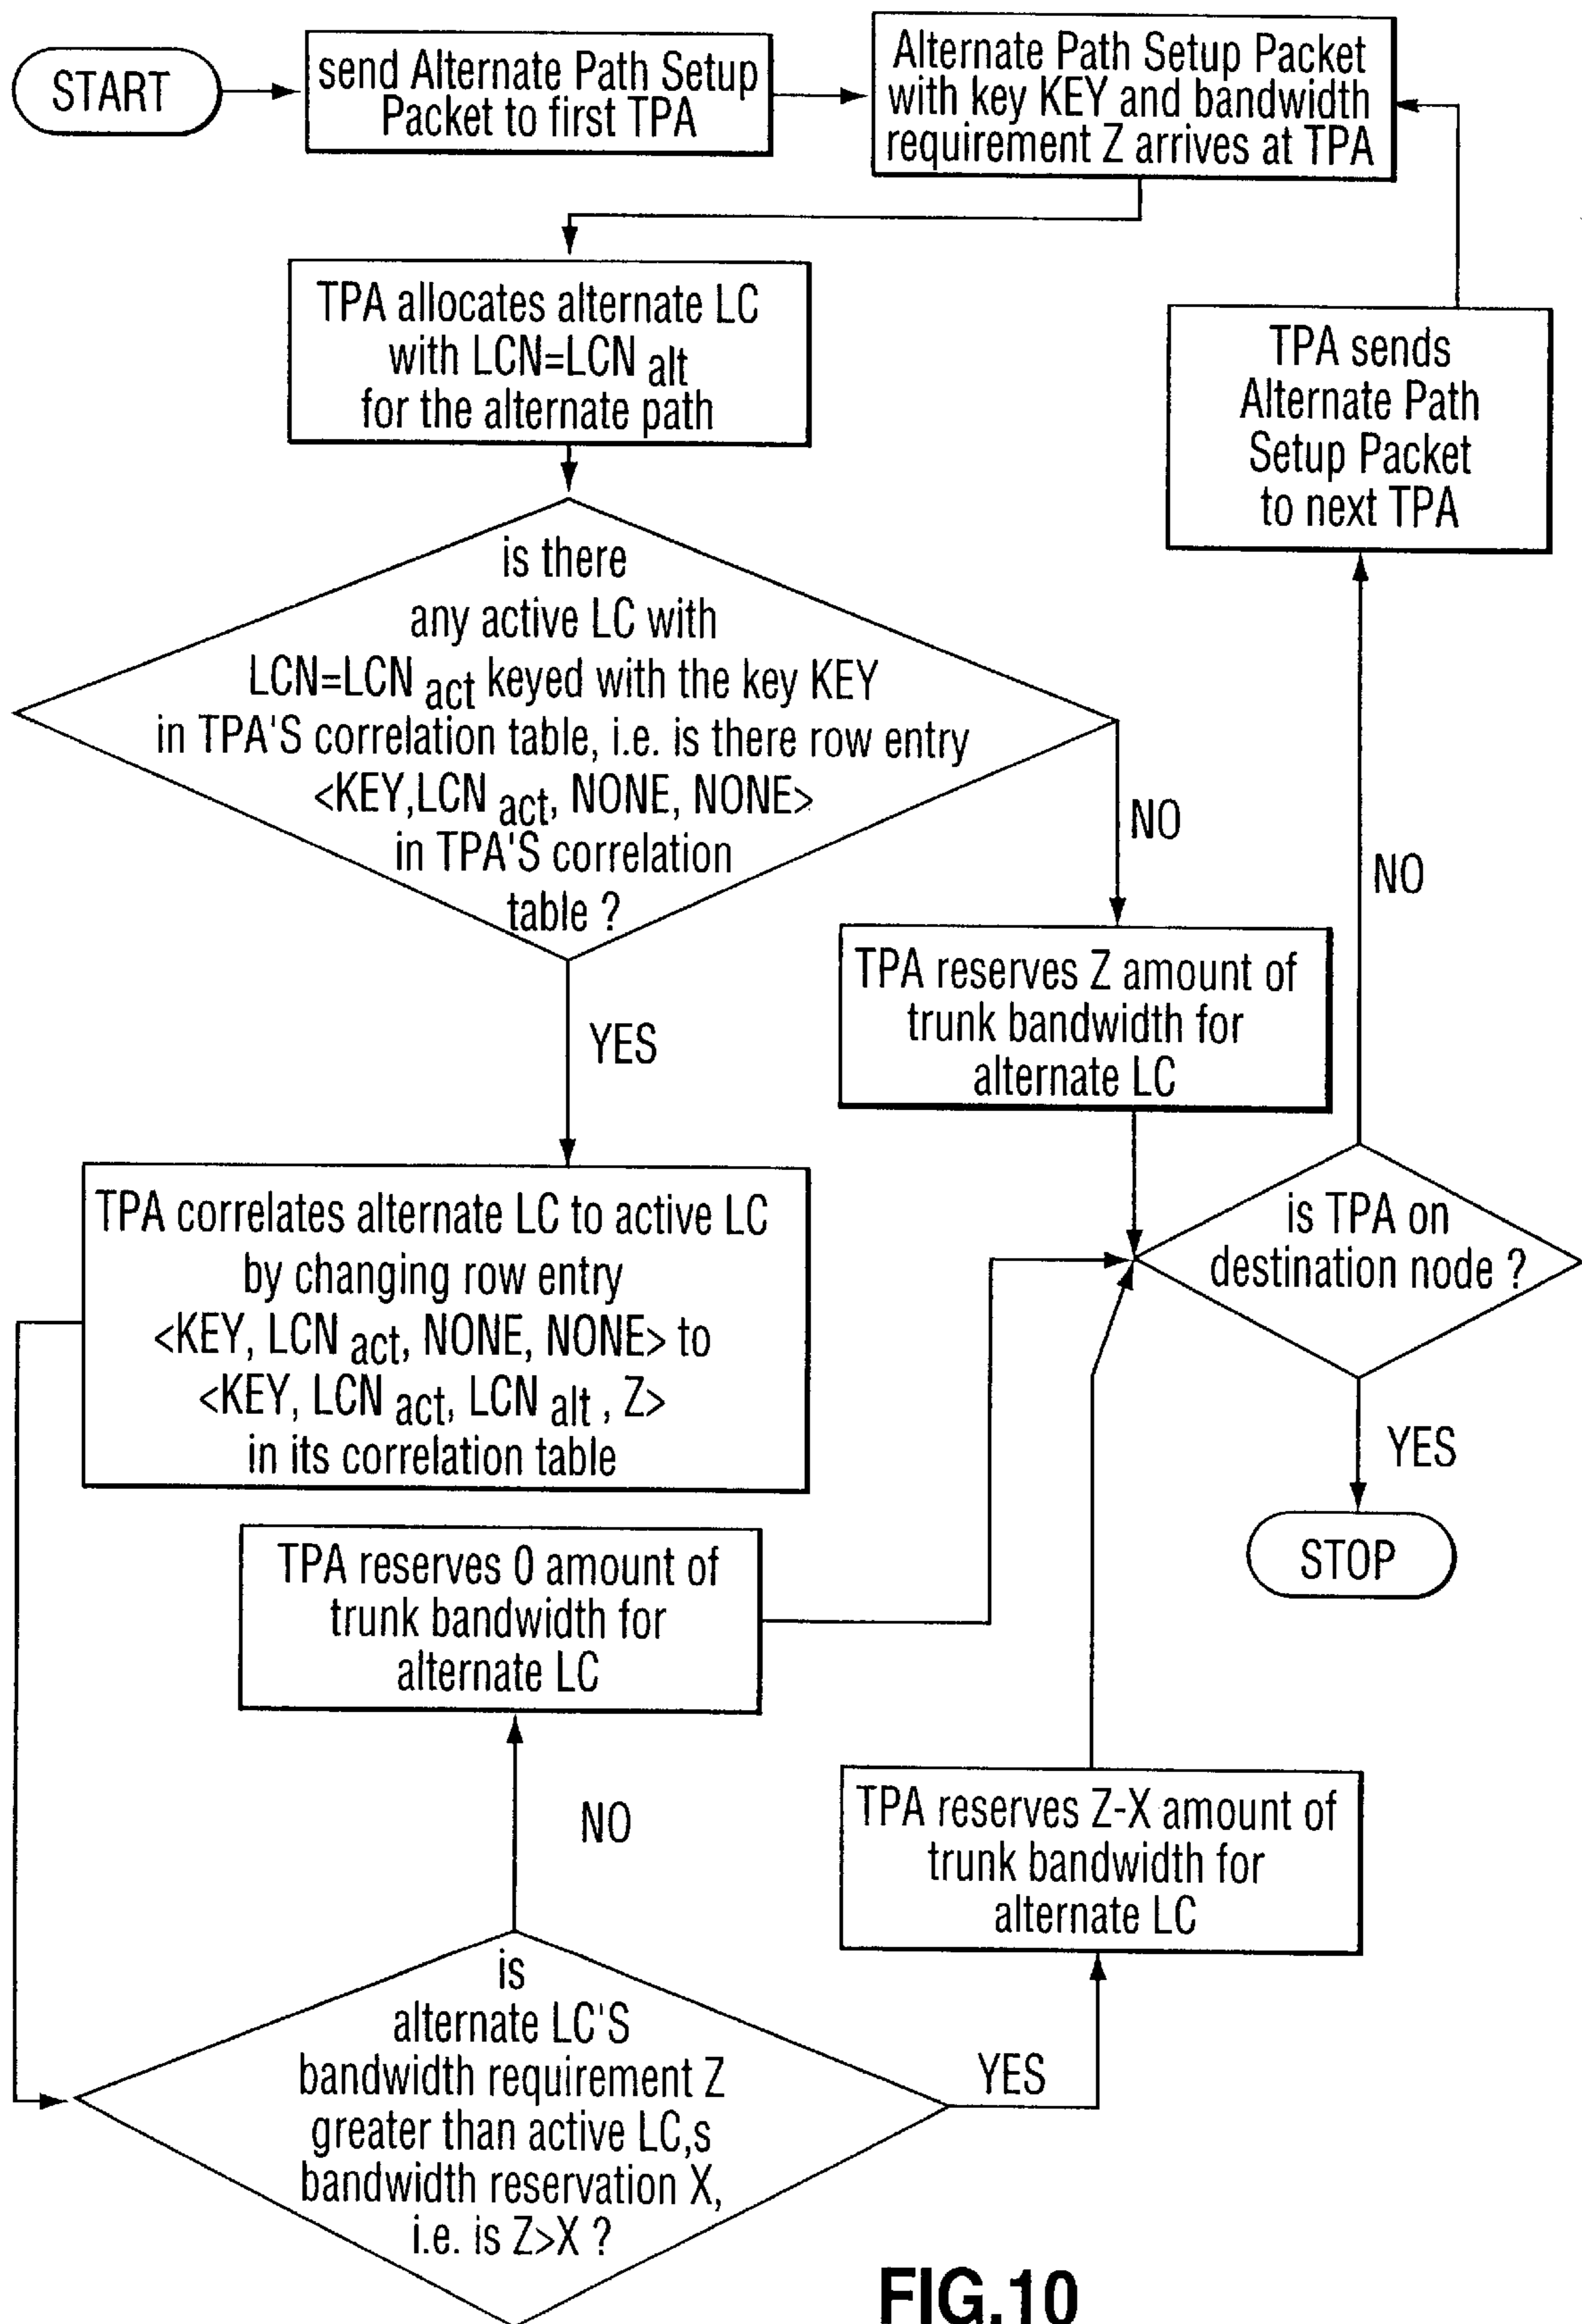 START
send Alternate Path Setup
Packet to first TPA
Alternate Path Setup Packet
with key KEY and bandwidth
requirement Z arrives at TPA
TPA allocates alternate LC
with LCN=LCN alt
for the alternate path
TPA sends
Alternate Path
Setup Packet
to next TPA
is there
any active LC with
LCN=LCN act keyed with the key KEY
in TPA'S correlation table, i.e. is there row entry
<KEY,LCN act, NONE, NONE>
in TPA'S correlation
table ?
NO
NO
YES
TPA reserves Z amount of
trunk bandwidth for
alternate LC
TPA correlates alternate LC to active LC
by changing row entry
<KEY, LCN act, NONE, NONE> to
<KEY, LCN act, LCN alt , Z>
in its correlation table
is TPA on
destination node ?
YES
STOP
TPA reserves 0 amount of
trunk bandwidth for
alternate LC
NO
TPA reserves Z-X amount of
trunk bandwidth for
alternate LC
is
alternate LC'S
bandwidth requirement Z
greater than active LC,s
bandwidth reservation X,
i.e. is Z>X ?
YES
FIG.10